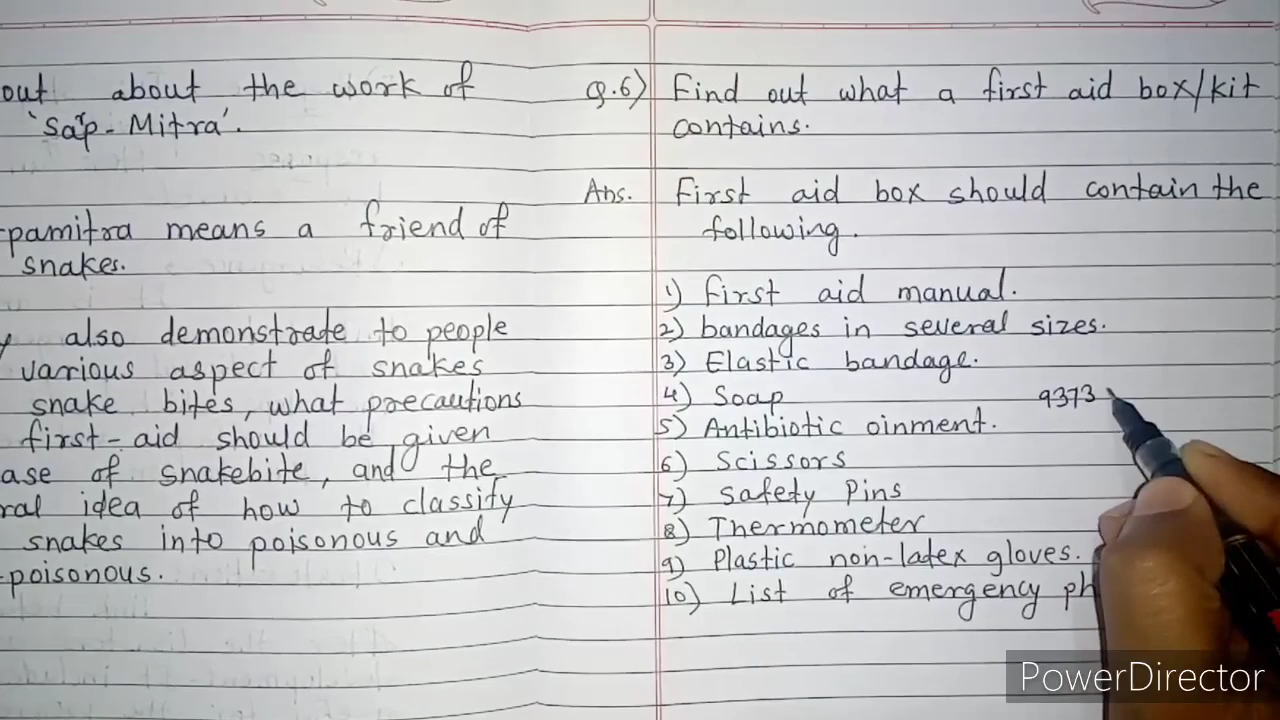 out about the work of
'Sarp-Mitra'.
pamitra means a friend of
snakes.
y also demonstrate to people
various aspect of snakes
snake bites, what precautions
first-aid should be given
ase of snakebite, and the
ral idea of how to classify
snakes into poisonous and
-poisonous.
Q.6) Find out what a first aid box/kit
contains.
Ans. First aid box should contain the
following.
1) First aid manual.
2) bandages in several sizes.
3) Elastic bandage.
4) Soap 9373
5) Antibiotic oinment.
6) Scissors
7) Safety Pins
8) Thermometer
9) Plastic non-latex gloves.
10) List of emergency ph
PowerDirector